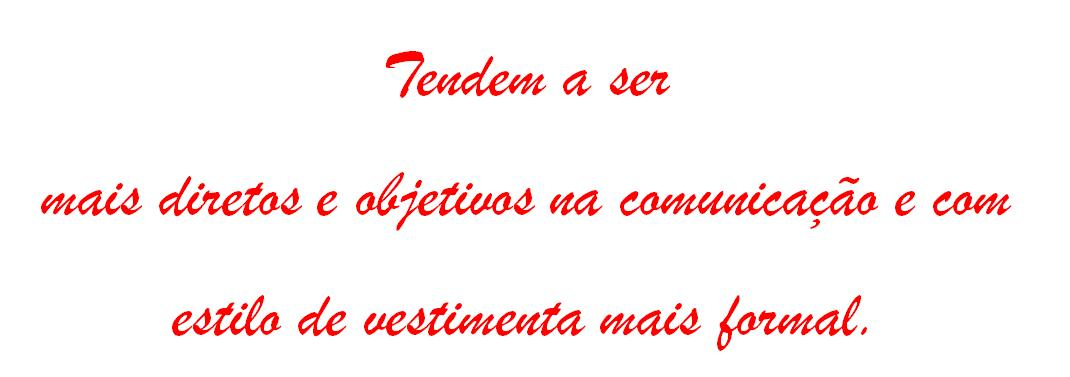 Tendem a ser
mais diretos e objetivos na comunicação e com
estilo de vestimenta mais formal.